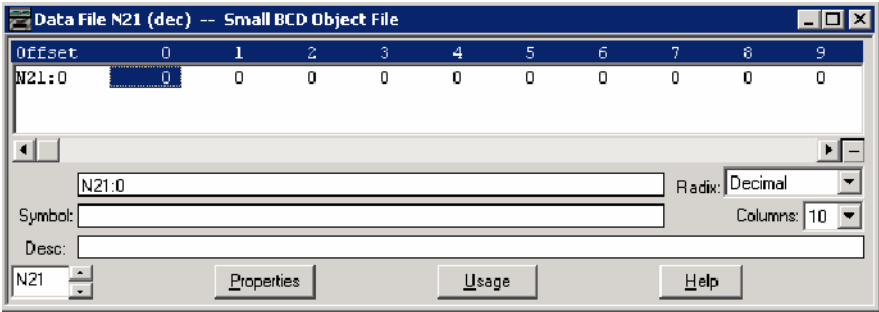 Data File N21 (dec) -- Small BCD Object File
Offset 0 1 2 3 4 5 6 7 8 9
N21:0 0 0 0 0 0 0 0 0 0 0
N21:0
Radix: Decimal
Symbol:
Columns: 10
Desc:
N21
Properties
Usage
Help